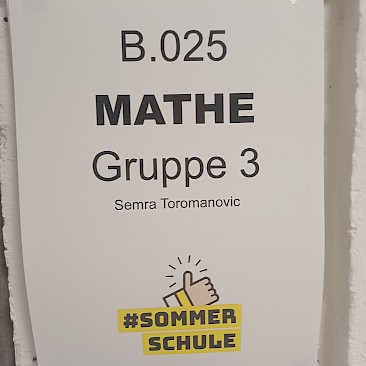 B.025
MATHE
Gruppe 3
Semra Toromanovic
#SOMMER
SCHULE